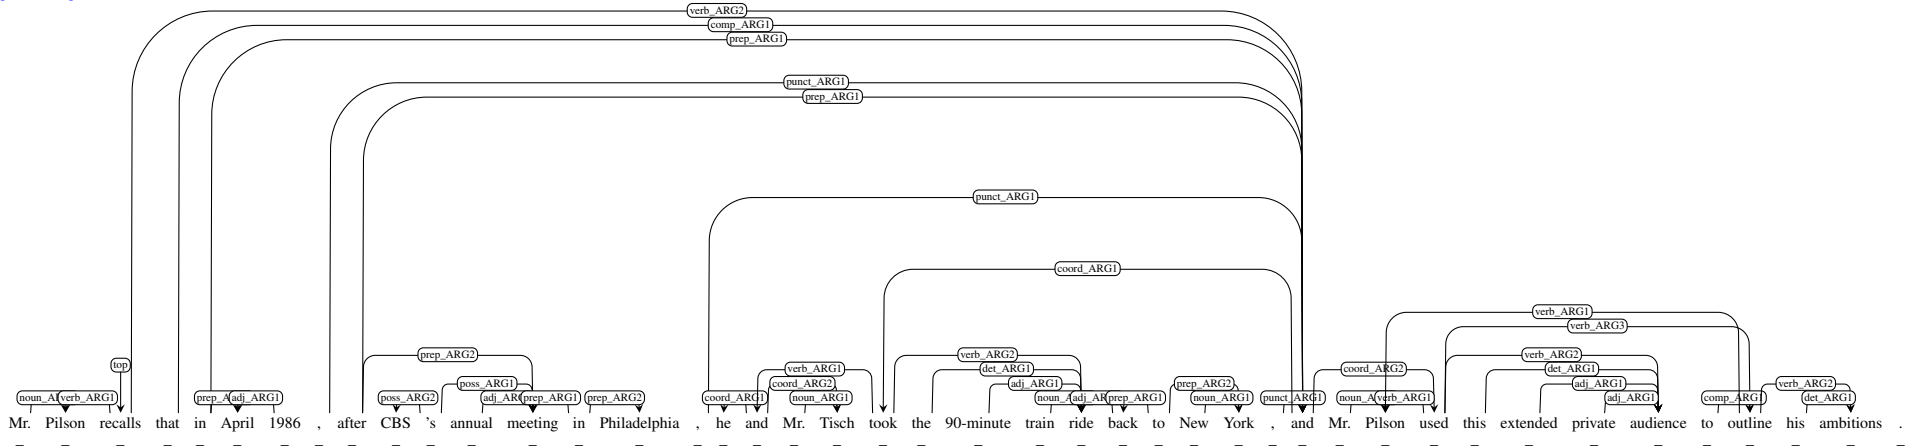 verb_ARG2
comp_ARG1
prep_ARG1
punct_ARG1
prep_ARG1
punct_ARG1
coord_ARG1
verb_ARG1
verb_ARG3
prep_ARG2 verb_ARG2 verb_ARG2
top verb_ARG1 det_ARG1 coord_ARG2 det_ARG1
poss_ARG1 coord_ARG2 adj_ARG1 prep_ARG2 adj_ARG1 verb_ARG2
verb_ARG1 adj_ARG1 poss_ARG2 prep_ARG1 prep_ARG2 coord_ARG1 noun_ARG1 prep_ARG1 noun_ARG1 punct_ARG1 verb_ARG1 adj_ARG1 comp_ARG1 det_ARG1
Mr. Pilson recalls that in April 1986 , after CBS 's annual meeting in Philadelphia , he and Mr. Tisch took the 90-minute train ride back to New York , and Mr. Pilson used this extended private audience to outline his ambitions .